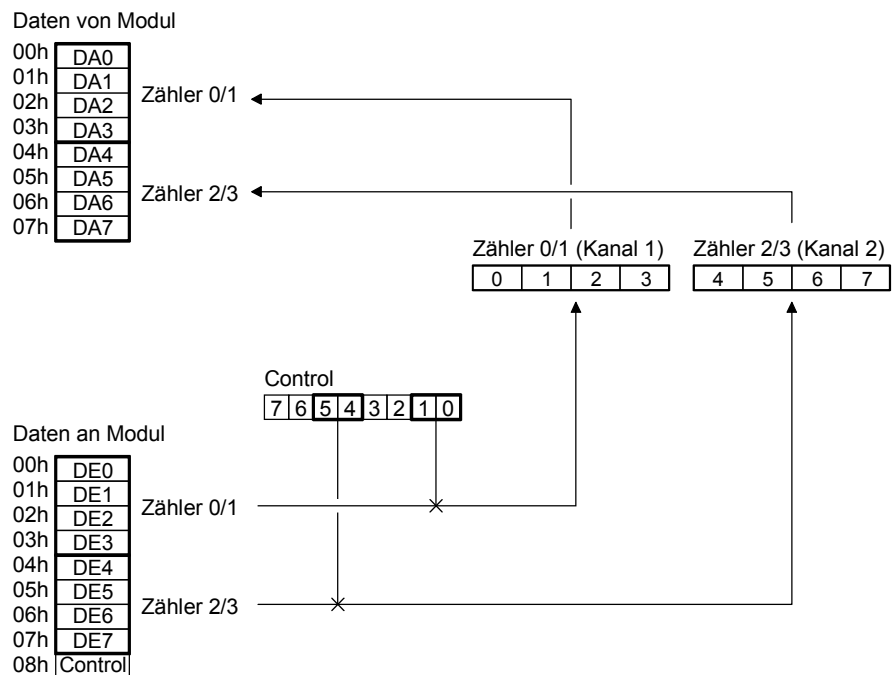 Daten von Modul
00h DA0
01h DA1
02h DA2
03h DA3
04h DA4
05h DA5
06h DA6
07h DA7
Zähler 0/1
Zähler 2/3
Zähler 0/1 (Kanal 1)
0 1 2 3
Zähler 2/3 (Kanal 2)
4 5 6 7
Control
7 6 5 4 3 2 1 0
Daten an Modul
00h DE0
01h DE1
02h DE2
03h DE3
04h DE4
05h DE5
06h DE6
07h DE7
08h Control
Zähler 0/1
Zähler 2/3